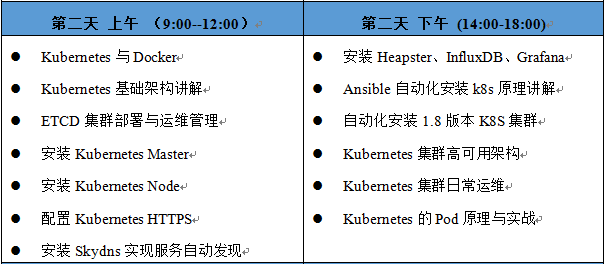 第二天 上午 （9:00--12:00）
Kubernetes 与 Docker
Kubernetes 基础架构讲解
ETCD 集群部署与运维管理
安装 Kubernetes Master
安装 Kubernetes Node
配置 Kubernetes HTTPS
安装 Skydns 实现服务自动发现
第二天 下午 (14:00-18:00)
安装 Heapster、InfluxDB、Grafana
Ansible 自动化安装 k8s 原理讲解
自动化安装 1.8 版本 K8S 集群
Kubernetes 集群高可用架构
Kubernetes 集群日常运维
Kubernetes 的 Pod 原理与实战